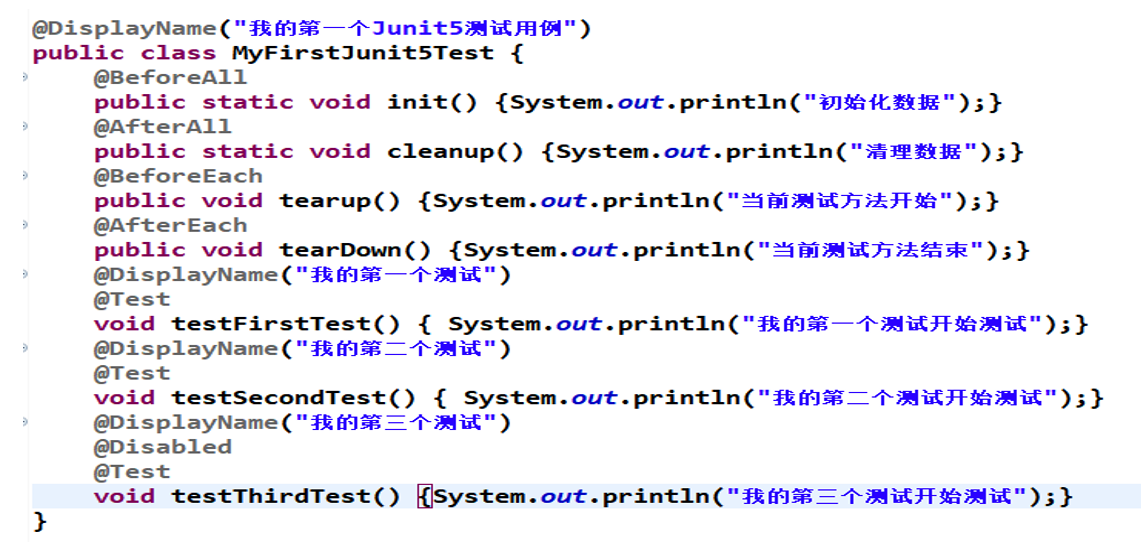 @DisplayName("我的第一个Junit5测试用例")
public class MyFirstJunit5Test {
@BeforeAll
public static void init() {System.out.println("初始化数据");}
@AfterAll
public static void cleanup() {System.out.println("清理数据");}
@BeforeEach
public void tearup() {System.out.println("当前测试方法开始");}
@AfterEach
public void tearDown() {System.out.println("当前测试方法结束");}
@DisplayName("我的第一个测试")
@Test
void testFirstTest() { System.out.println("我的第一个测试开始测试");}
@DisplayName("我的第二个测试")
@Test
void testSecondTest() { System.out.println("我的第二个测试开始测试");}
@DisplayName("我的第三个测试")
@Disabled
@Test
void testThirdTest() {System.out.println("我的第三个测试开始测试");}
}